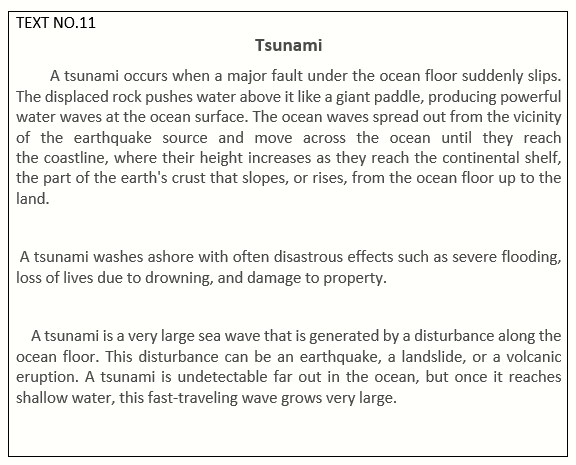 TEXT NO.11
Tsunami
A tsunami occurs when a major fault under the ocean floor suddenly slips.
The displaced rock pushes water above it like a giant paddle, producing powerful
water waves at the ocean surface. The ocean waves spread out from the vicinity
of the earthquake source and move across the ocean until they reach
the coastline, where their height increases as they reach the continental shelf,
the part of the earth's crust that slopes, or rises, from the ocean floor up to the
land.
A tsunami washes ashore with often disastrous effects such as severe flooding,
loss of lives due to drowning, and damage to property.
A tsunami is a very large sea wave that is generated by a disturbance along the
ocean floor. This disturbance can be an earthquake, a landslide, or a volcanic
eruption. A tsunami is undetectable far out in the ocean, but once it reaches
shallow water, this fast-traveling wave grows very large.